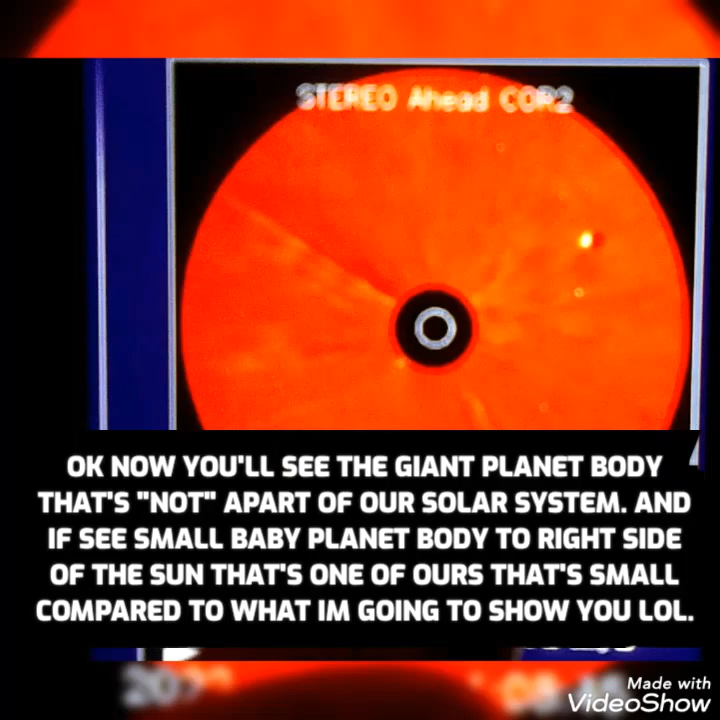 STEREO Ahead COR2
OK NOW YOU'LL SEE THE GIANT PLANET BODY
THAT'S "NOT" APART OF OUR SOLAR SYSTEM. AND
IF SEE SMALL BABY PLANET BODY TO RIGHT SIDE
OF THE SUN THAT'S ONE OF OURS THAT'S SMALL
COMPARED TO WHAT IM GOING TO SHOW YOU LOL.
Made with
VideoShow